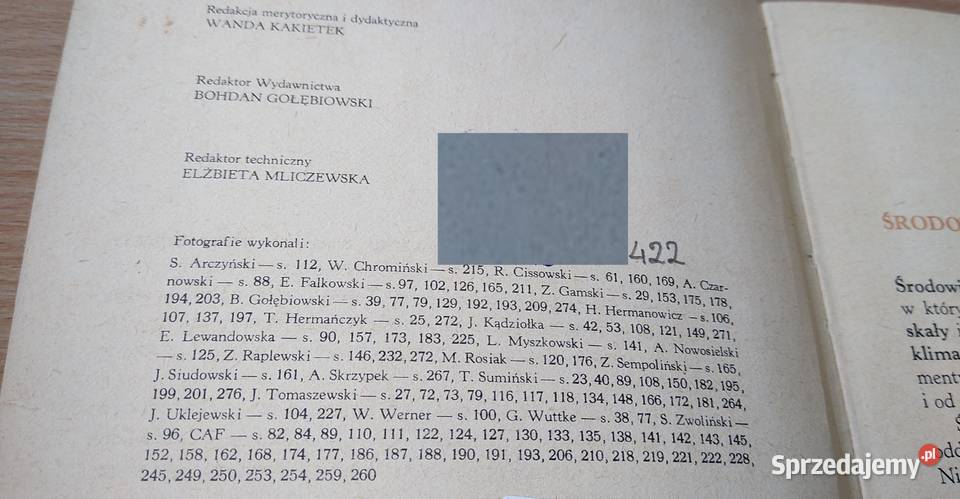 Redakcja merytoryczna i dydaktyczna
WANDA KAKIETEK
Redaktor Wydawnictwa
BOHDAN GOŁĘBIOWSKI
Redaktor techniczny
ELŻBIETA MLICZEWSKA
422
Fotografie wykonali:
S. Arczyński — s. 112, W. Chromiński — s. 215, R. Cissowski — s. 61, 160, 169, A. Czar-
nowski — s. 88, E. Falkowski — s. 97, 102, 126, 165, 211, Z. Gamski — s. 29, 153, 175, 178,
194, 203, B. Gołębiowski — s. 39, 77, 79, 129, 192, 193, 209, 274, H. Hermanowicz — s. 106,
107, 137, 197, T. Hermańczyk — s. 25, 272, J. Kądziołka — s. 42, 53, 108, 121, 149, 271,
E. Lewandowska — s. 90, 157, 173, 183, 225, L. Myszkowski — s. 141, A. Nowosielski
— s. 125, Z. Raplewski — s. 146, 232, 272, M. Rosiak — s. 120, 176, Z. Sempoliński — s. 165,
J. Siudowski — s. 161, A. Skrzypek — s. 267, T. Sumiński — s. 23, 40, 89, 108, 150, 182, 195,
199, 201, 276, J. Tomaszewski — s. 27, 72, 73, 79, 116, 117, 118, 134, 148, 166, 172, 181, 264,
J. Uklejewski — s. 104, 227, W. Werner — s. 100, G. Wuttke — s. 38, 77, S. Zwoliński —
s. 96, CAF — s. 82, 84, 89, 110, 111, 122, 124, 127, 130, 133, 135, 138, 141, 142, 143, 145,
152, 158, 162, 168, 174, 177, 186, 187, 188, 190, 191, 193, 206, 210, 218, 219, 221, 222, 228,
245, 249, 250, 253, 254, 259, 260
ŚRODO
Środowi
w któr
skały i
klima
ment
i od
Ś
odd
Ni
Sprzedajemy.pl